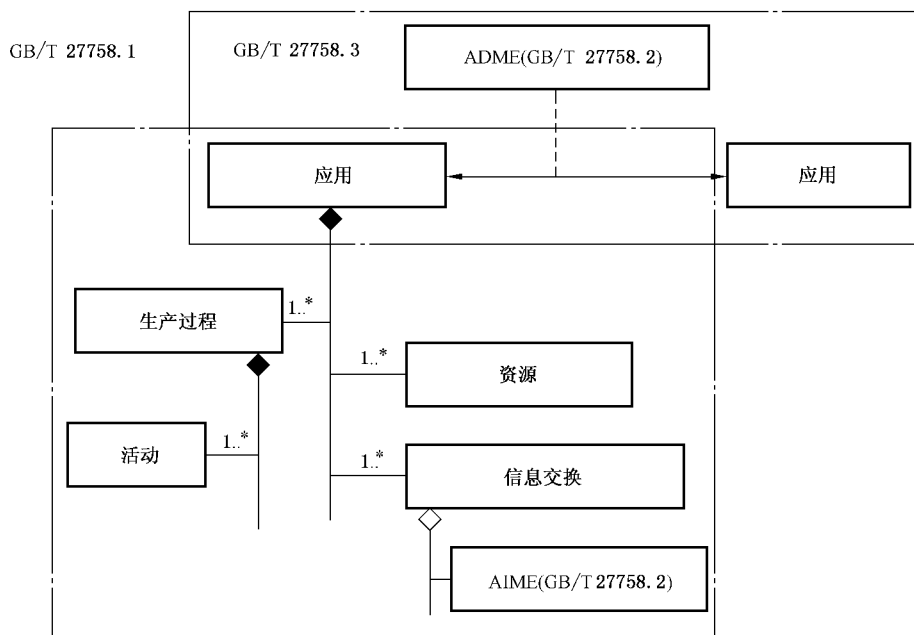 GB/T 27758.1
GB/T 27758.3
ADME(GB/T 27758.2)
应用
应用
生产过程
1..*
1..*
资源
活动
1..*
1..*
信息交换
AIME(GB/T 27758.2)